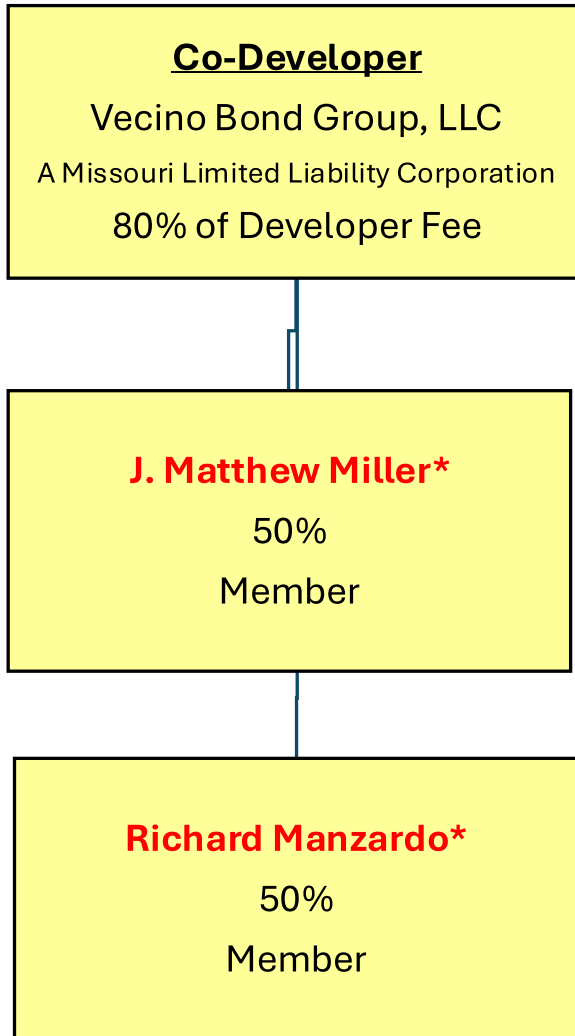 Co-Developer
Vecino Bond Group, LLC
A Missouri Limited Liability Corporation
80% of Developer Fee
J. Matthew Miller*
50%
Member
Richard Manzardo*
50%
Member